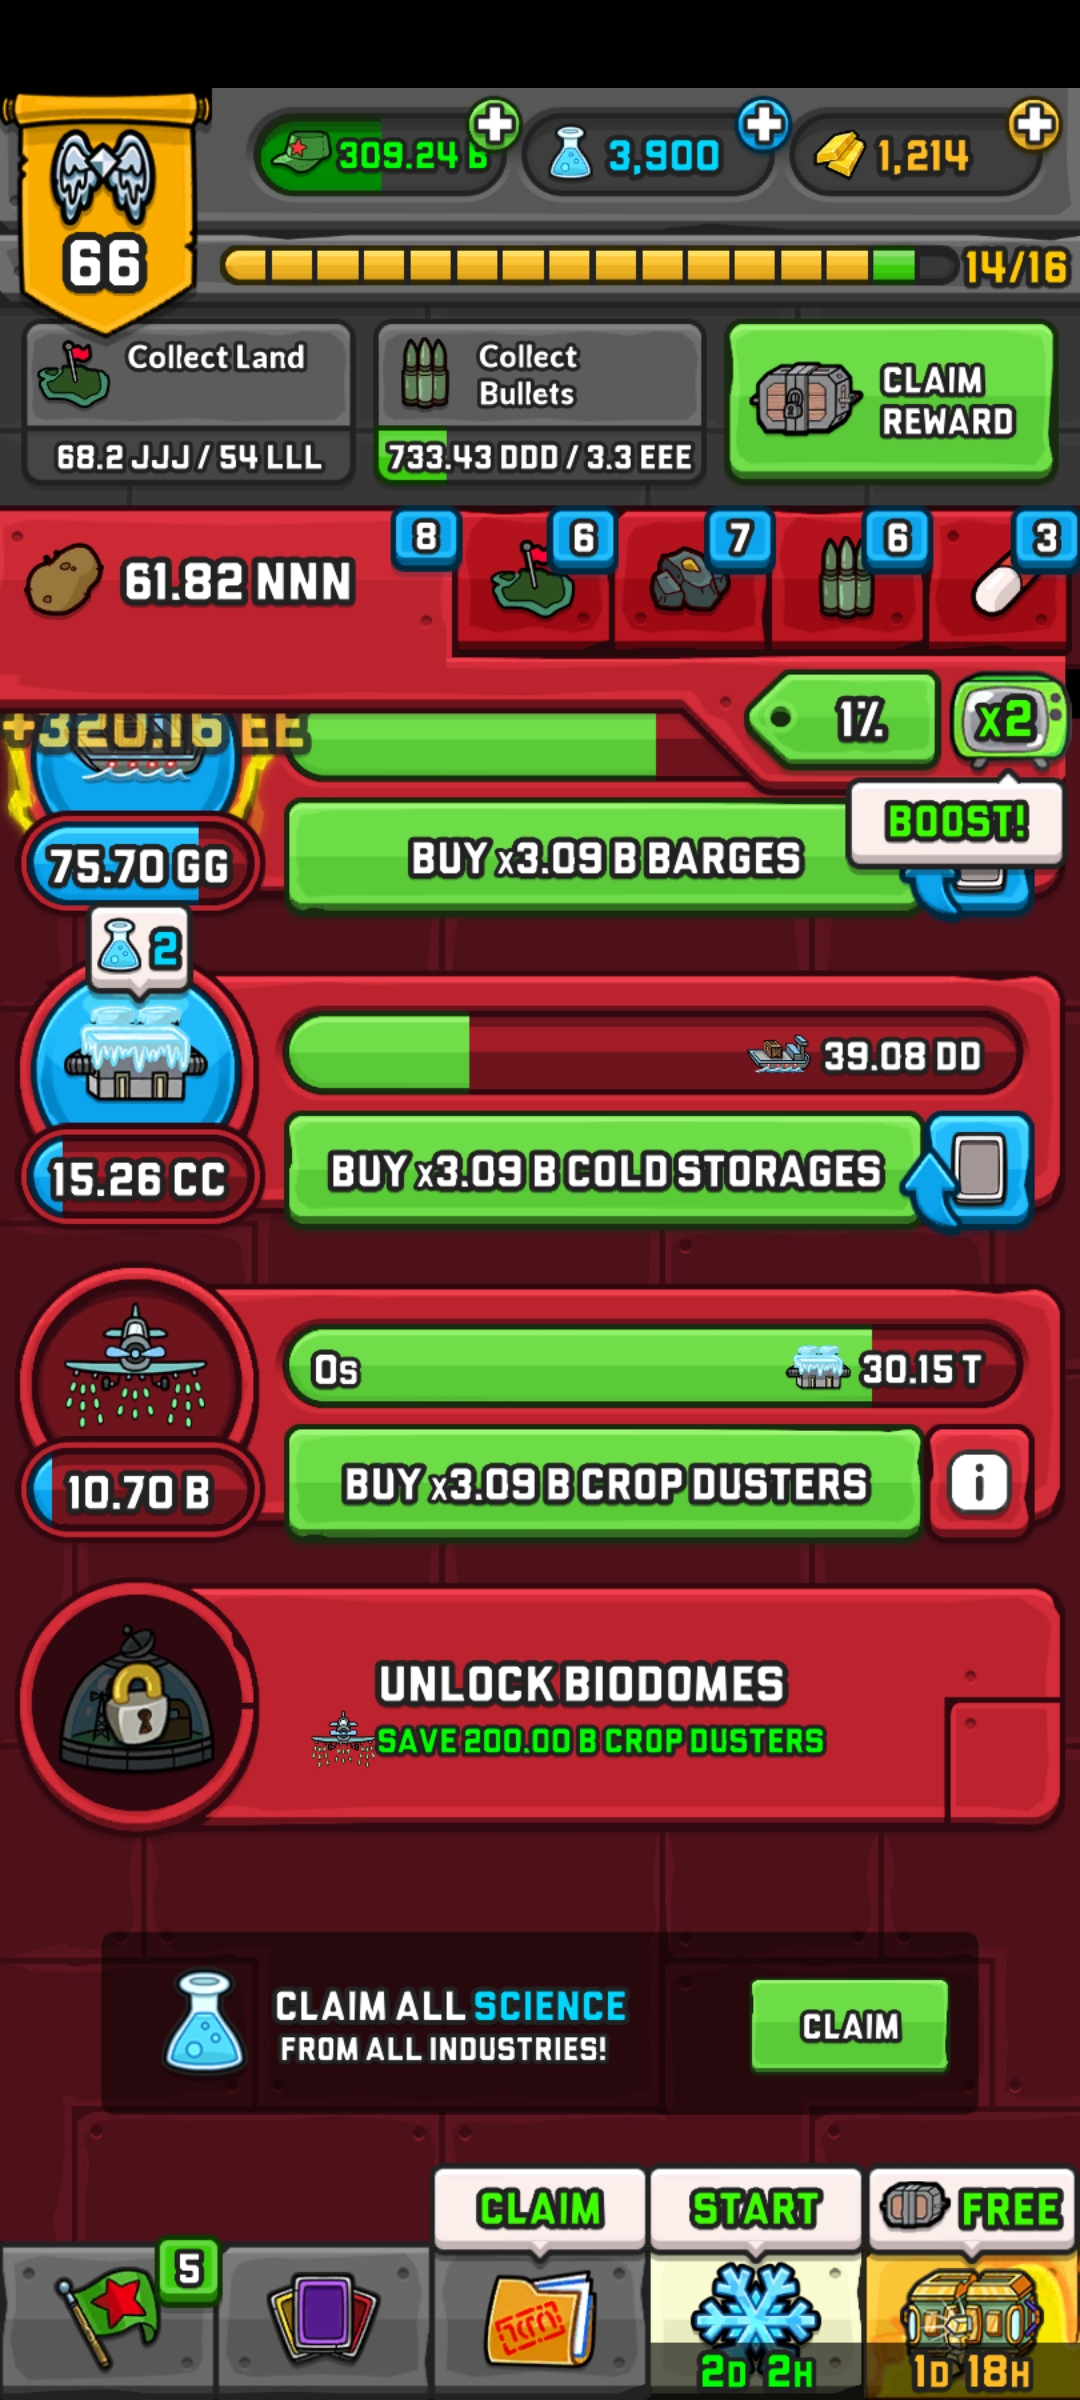 66
309.24 B
3,900
1,214
14/16
Collect Land
68.2 JJJ / 54 LLL
Collect
Bullets
733.43 DDD / 3.3 EEE
CLAIM
REWARD
61.82 NNN
8
6
7
6
3
1%
x2
BOOST!
+320.16 EE
75.70 GG
BUY x3.09 B BARGES
2
39.08 DD
15.26 CC
BUY x3.09 B COLD STORAGES
0s
30.15 T
10.70 B
BUY x3.09 B CROP DUSTERS
i
UNLOCK BIODOMES
SAVE 200.00 B CROP DUSTERS
CLAIM ALL SCIENCE
FROM ALL INDUSTRIES!
CLAIM
CLAIM
START
FREE
5
2D 2H
1D 18H